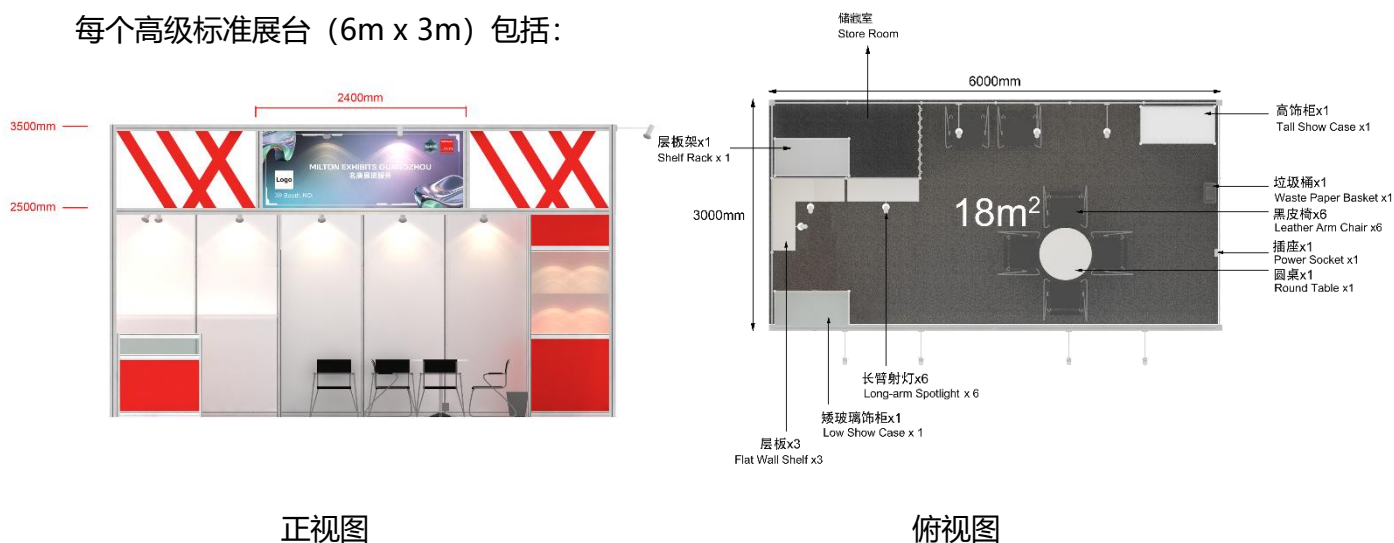 每个高级标准展台（6m x 3m）包括：
2400mm
3500mm
2500mm
MILTON EXHIBITS GUANGZHOU
Logo
正视图
储藏室
Store Room
6000mm
3000mm
层板架x1
Shelf Rack x 1
18m²
高饰柜x1
Tall Show Case x1
垃圾桶x1
Waste Paper Basket x1
黑皮椅x6
Leather Arm Chair x6
插座x1
Power Socket x1
圆桌x1
Round Table x1
长臂射灯x6
Long-arm Spotlight x 6
矮玻璃饰柜x1
Low Show Case x 1
层板x3
Flat Wall Shelf x3
俯视图